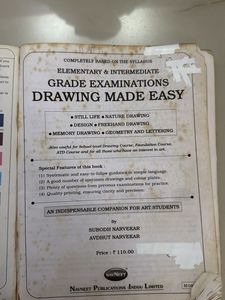 COMPLETELY BASED ON THE SYLLABUS
ELEMENTARY & INTERMEDIATE
GRADE EXAMINATIONS
DRAWING MADE EASY
• STILL LIFE • NATURE DRAWING
• DESIGN • FREEHAND DRAWING
• MEMORY DRAWING • GEOMETRY AND LETTERING
Also useful for School level Drawing Course, Foundation Course,
ATD Course and for all those who have an interest in art.
Special Features of this book :
(1) Systematic and easy to follow guidance in simple language.
(2) A good number of specimen drawings and colour plates.
(3) Plenty of questions from previous examinations for practice.
(4) Quality printing, ensuring clarity and precision.
AN INDISPENSABLE COMPANION FOR ART STUDENTS
By
SUBODH NARVEKAR
AVDHUT NARVEKAR
Price : ₹ 110.00
NAVNEET
NAVNEET PUBLICATIONS (INDIA) LIMITED